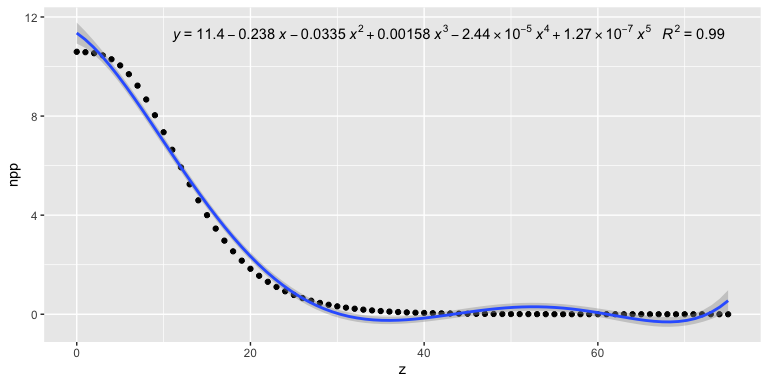 12
y = 11.4 − 0.238 x − 0.0335 x² + 0.00158 x³ − 2.44 × 10⁻⁵ x⁴ + 1.27 × 10⁻⁷ x⁵ R² = 0.99
8
npp
4
0
0 20 40 60
z